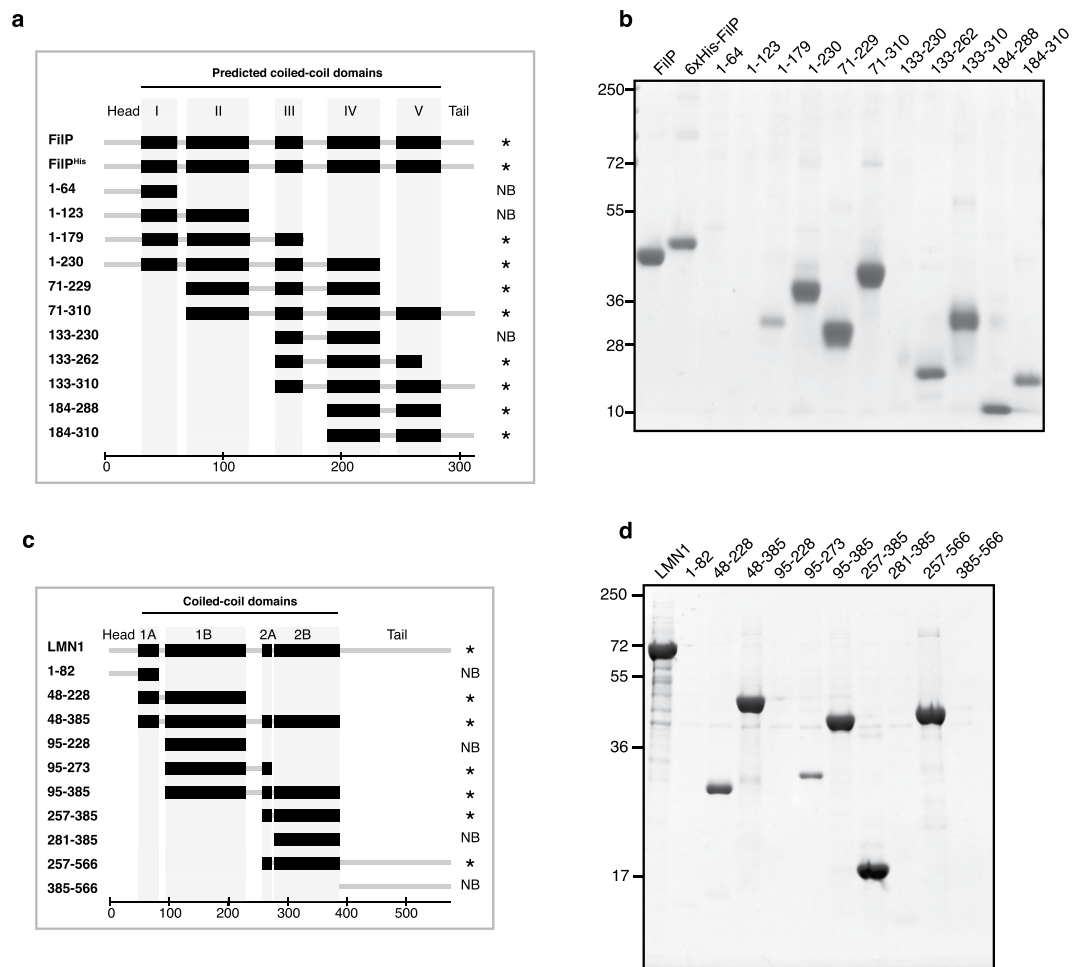 a
Predicted coiled-coil domains
Head I II III IV V Tail
FilP *
FilPHis *
1-64 NB
1-123 NB
1-179 *
1-230 *
71-229 *
71-310 *
133-230 NB
133-262 *
133-310 *
184-288 *
184-310 *
0 100 200 300
b
FilP 6xHis-FilP 1-64 1-123 1-179 1-230 71-229 71-310 133-230 133-262 133-310 184-288 184-310
250
72
55
36
28
10
c
Coiled-coil domains
Head 1A 1B 2A 2B Tail
LMN1 *
1-82 NB
48-228 *
48-385 *
95-228 NB
95-273 *
95-385 *
257-385 *
281-385 NB
257-566 *
385-566 NB
0 100 200 300 400 500
d
LMN1 1-82 48-228 48-385 95-228 95-273 95-385 257-385 281-385 257-566 385-566
250
72
55
36
17